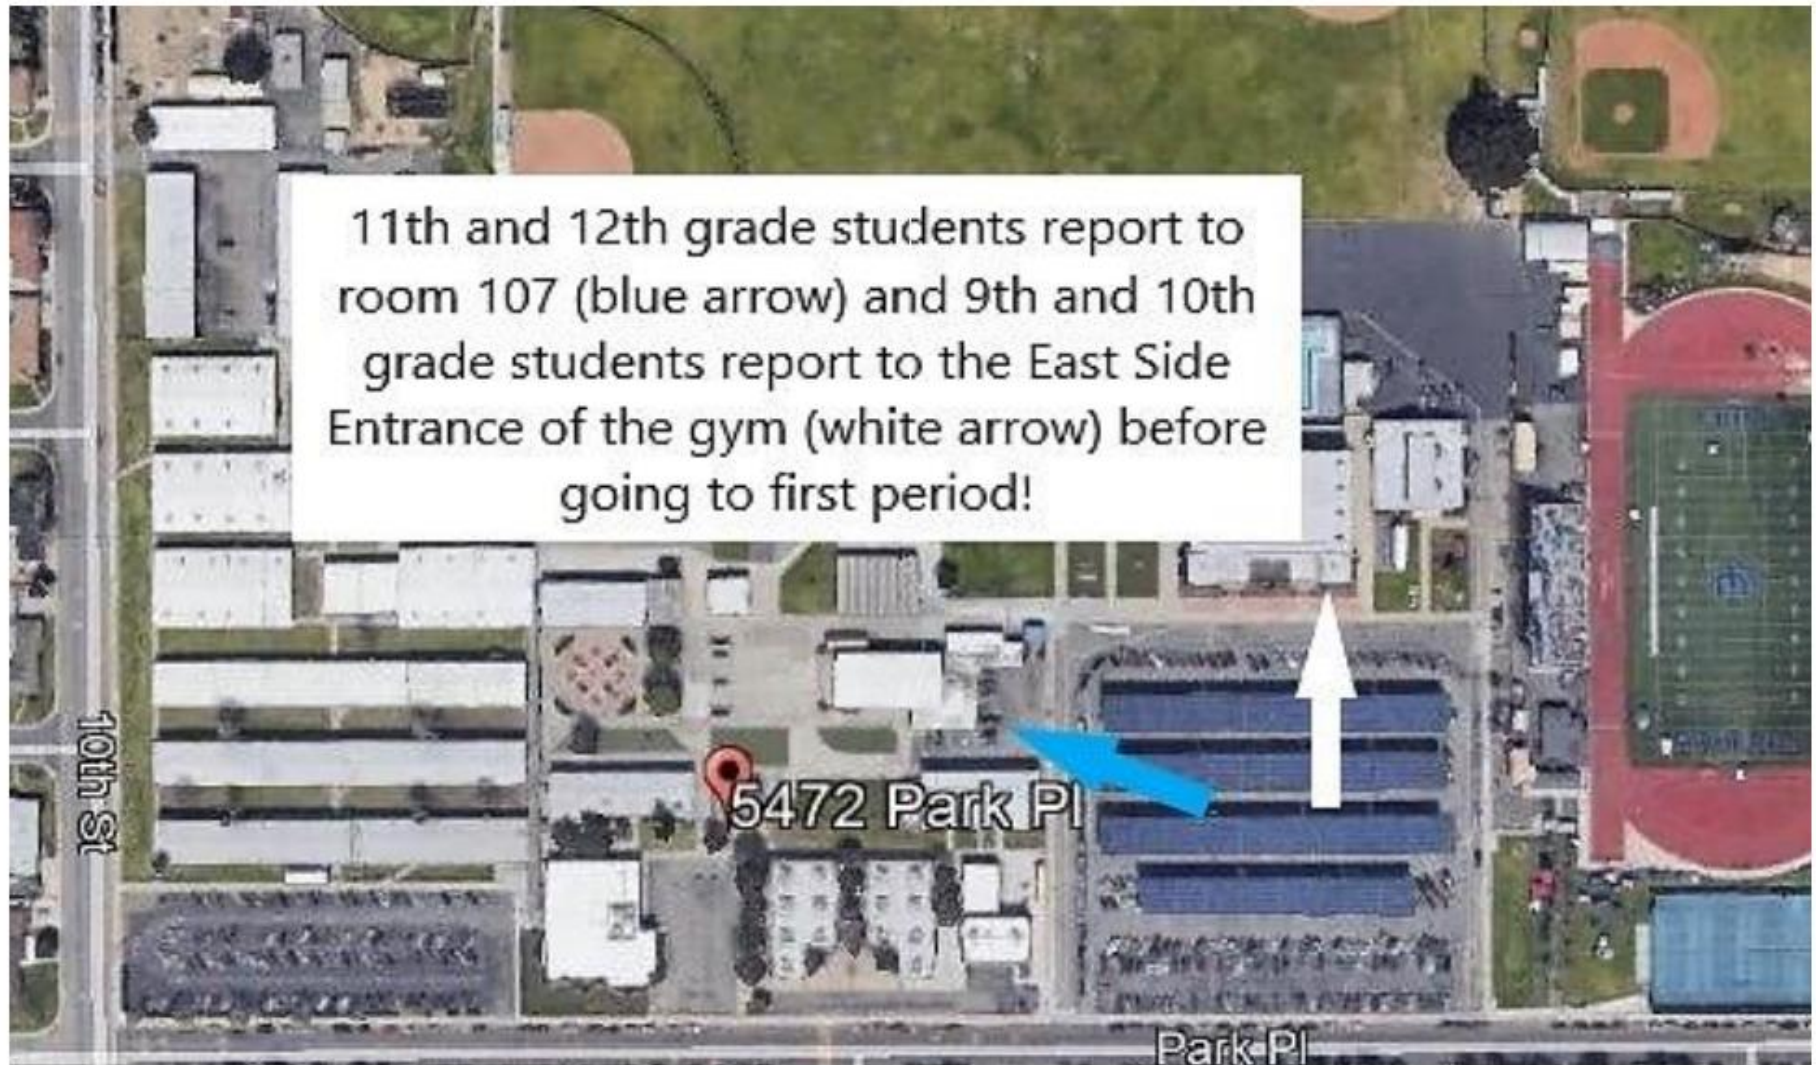 11th and 12th grade students report to
room 107 (blue arrow) and 9th and 10th
grade students report to the East Side
Entrance of the gym (white arrow) before
going to first period!
10th St
5472 Park Pl
Park Pl